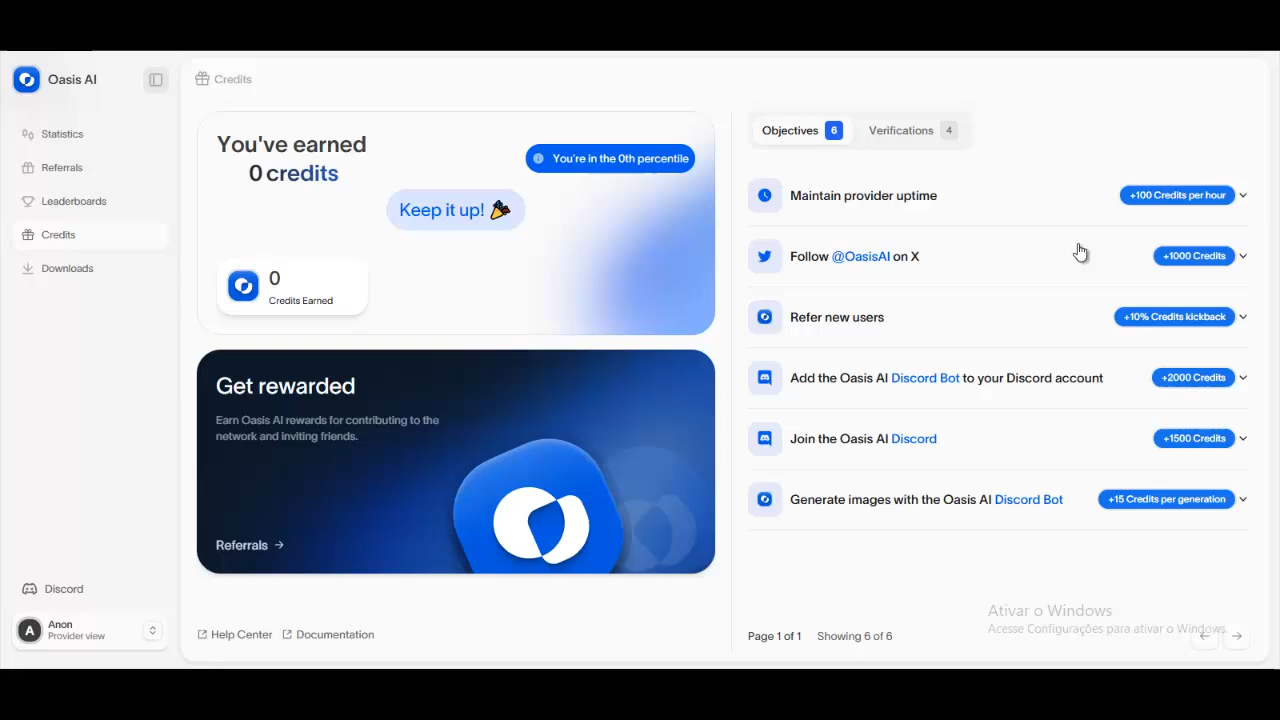 Oasis AI
Statistics
Referrals
Leaderboards
Credits
Downloads
Discord
A
Anon
Provider view
Credits
You've earned
0 credits
You're in the 0th percentile
Keep it up!
0
Credits Earned
Get rewarded
Earn Oasis AI rewards for contributing to the
network and inviting friends.
Referrals →
Help Center
Documentation
Objectives 6
Verifications 4
Maintain provider uptime +100 Credits per hour
Follow @OasisAI on X +1000 Credits
Refer new users +10% Credits kickback
Add the Oasis AI Discord Bot to your Discord account +2000 Credits
Join the Oasis AI Discord +1500 Credits
Generate images with the Oasis AI Discord Bot +15 Credits per generation
Page 1 of 1 Showing 6 of 6
Ativar o Windows
Acesse Configurações para ativar o Windows.